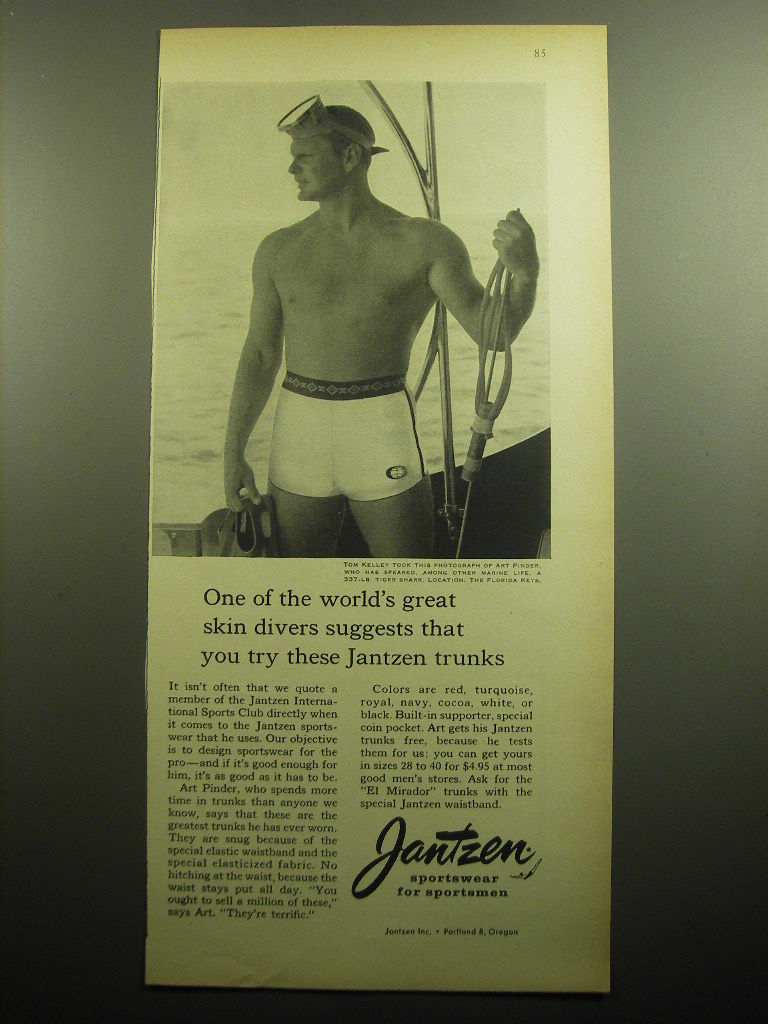 85
TOM KELLEY TOOK THIS PHOTOGRAPH OF ART PINDER,
WHO HAS SPEARED, AMONG OTHER MARINE LIFE, A
337-LB. TIGER SHARK. LOCATION, THE FLORIDA KEYS.
One of the world's great
skin divers suggests that
you try these Jantzen trunks
It isn't often that we quote a
member of the Jantzen Interna-
tional Sports Club directly when
it comes to the Jantzen sports-
wear that he uses. Our objective
is to design sportswear for the
pro—and if it's good enough for
him, it's as good as it has to be.
Art Pinder, who spends more
time in trunks than anyone we
know, says that these are the
greatest trunks he has ever worn.
They are snug because of the
special elastic waistband and the
special elasticized fabric. No
hitching at the waist, because the
waist stays put all day. "You
ought to sell a million of these,"
says Art. "They're terrific."
Colors are red, turquoise,
royal, navy, cocoa, white, or
black. Built-in supporter, special
coin pocket. Art gets his Jantzen
trunks free, because he tests
them for us; you can get yours
in sizes 28 to 40 for $4.95 at most
good men's stores. Ask for the
"El Mirador" trunks with the
special Jantzen waistband.
Jantzen
sportswear
for sportsmen
Jantzen Inc. • Portland 8, Oregon